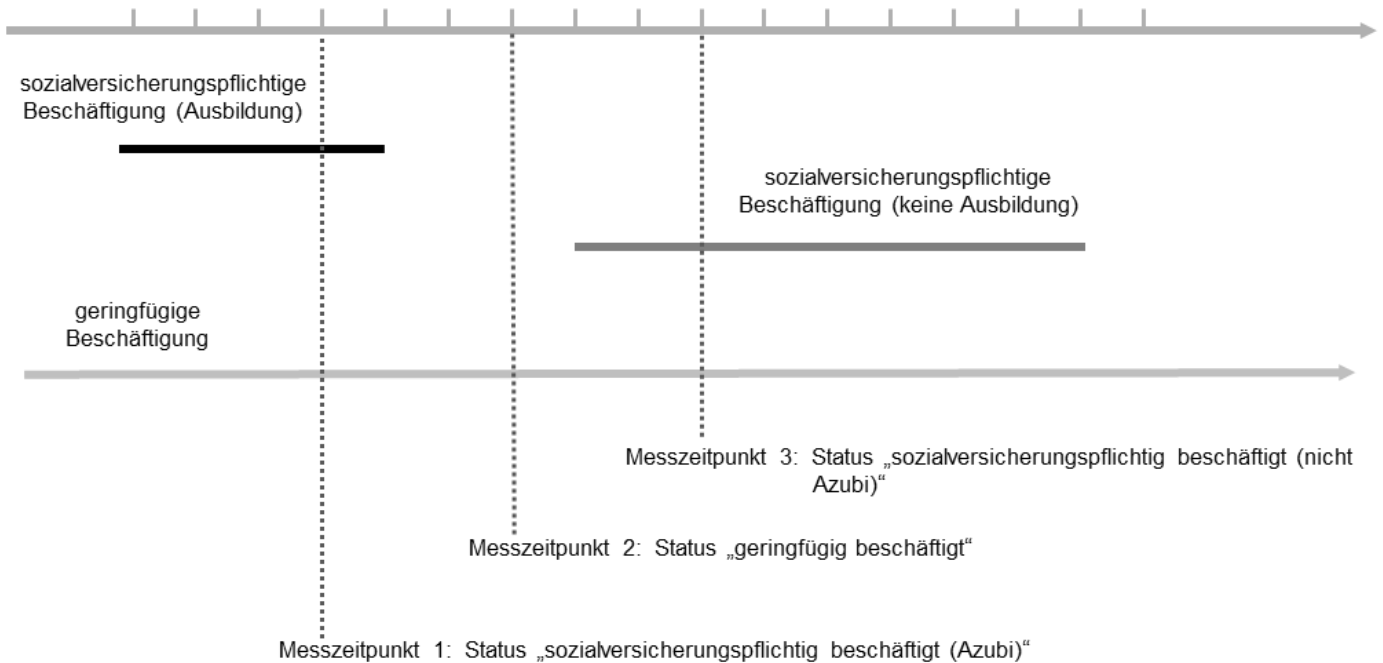 sozialversicherungspflichtige
Beschäftigung (Ausbildung)
sozialversicherungspflichtige
Beschäftigung (keine Ausbildung)
geringfügige
Beschäftigung
Messzeitpunkt 3: Status „sozialversicherungspflichtig beschäftigt (nicht
Azubi)“
Messzeitpunkt 2: Status „geringfügig beschäftigt“
Messzeitpunkt 1: Status „sozialversicherungspflichtig beschäftigt (Azubi)“